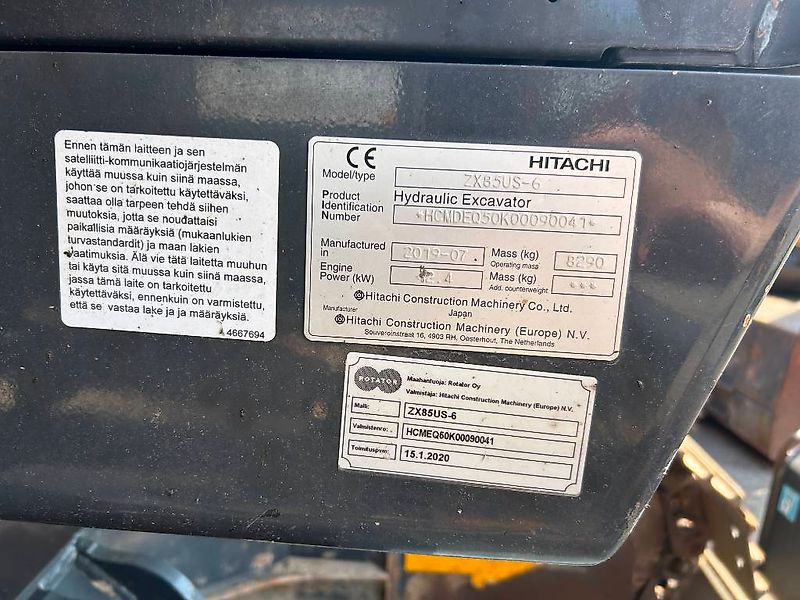 Ennen tämän laitteen ja sen
satelliitti-kommunikaatiojärjestelmän
käyttää muussa kuin siinä maassa,
johon se on tarkoitettu käytettäväksi,
saattaa olla tarpeen tehdä siihen
muutoksia, jotta se noudattaisi
paikallisia määräyksiä (mukaanlukien
turvastandardit) ja maan lakien
vaatimuksia. Älä vie tätä laitetta muuhun
tai käytä sitä muussa kuin siinä maassa,
jossa tämä laite on tarkoitettu
käytettäväksi, ennenkuin on varmistettu,
että se vastaa lake ja ja määräyksiä.
4667694
CE HITACHI
Model/type ZX85US-6
Hydraulic Excavator
Product Identification Number *HCMDEQ50K00090041*
Manufactured in 2019-07 Mass (kg) Operating mass 8290
Engine Power (kW) 42.4 Mass (kg) Add. counterweight ***
Hitachi Construction Machinery Co., Ltd.
Japan
Manufacturer
Hitachi Construction Machinery (Europe) N.V.
Souveroinstraat 16, 4903 RH, Oosterhout, The Netherlands
ROTATOR
Maahantuoja: Rotator Oy
Valmistaja: Hitachi Construction Machinery (Europe) N.V.
Malli: ZX85US-6
Valmistenro: HCMEQ50K00090041
Toimituspvm: 15.1.2020